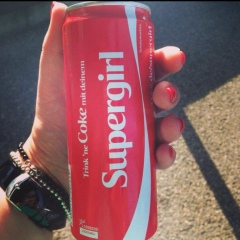 Trink 'ne Coke mit deinem
Supergirl